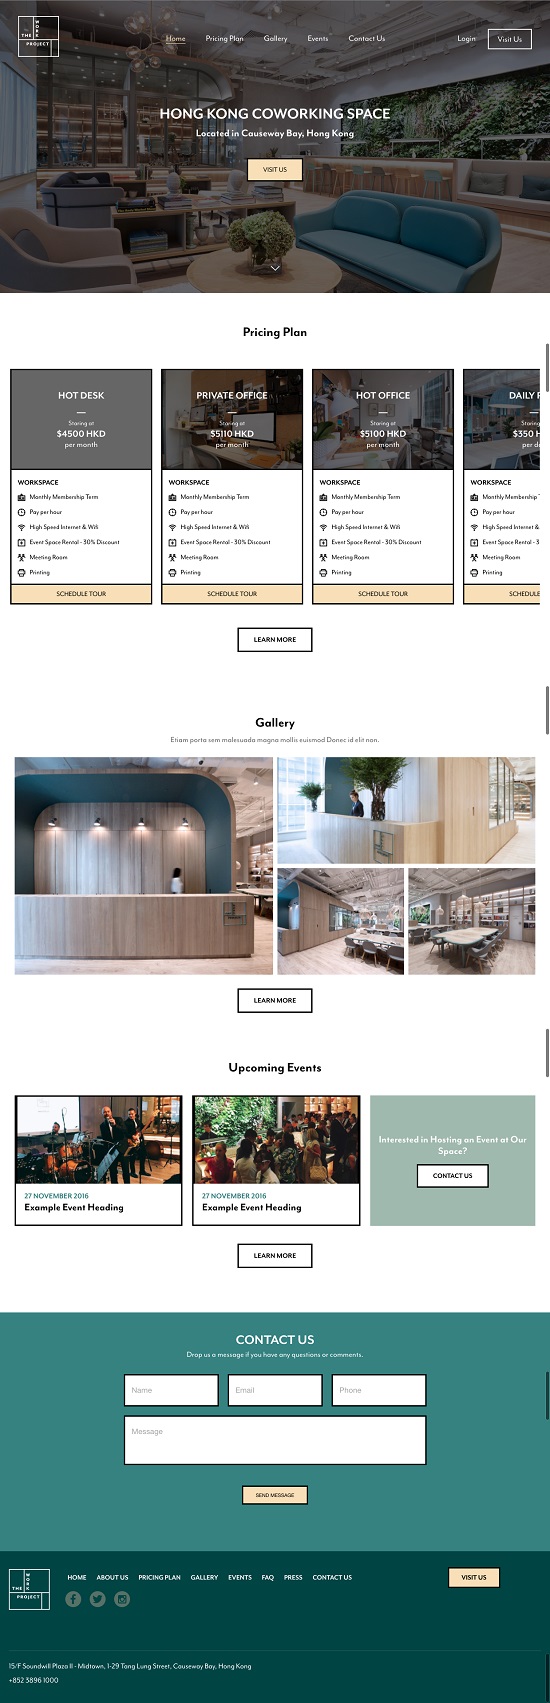 THE WORK PROJECT
Home Pricing Plan Gallery Events Contact Us Login Visit Us
HONG KONG COWORKING SPACE
Located in Causeway Bay, Hong Kong
VISIT US
Pricing Plan
HOT DESK
Staring at
$4500 HKD
per month
WORKSPACE
Monthly Membership Term
Pay per hour
High Speed Internet & Wifi
Event Space Rental - 30% Discount
Meeting Room
Printing
SCHEDULE TOUR
PRIVATE OFFICE
Staring at
$5110 HKD
per month
WORKSPACE
Monthly Membership Term
Pay per hour
High Speed Internet & Wifi
Event Space Rental - 30% Discount
Meeting Room
Printing
SCHEDULE TOUR
HOT OFFICE
Staring at
$5100 HKD
per month
WORKSPACE
Monthly Membership Term
Pay per hour
High Speed Internet & Wifi
Event Space Rental - 30% Discount
Meeting Room
Printing
SCHEDULE TOUR
DAILY
Staring
$350
per
WORKSPACE
Monthly Membership
Pay per hour
High Speed Internet &
Event Space Rental - 3
Meeting Room
Printing
SCHEDULE
LEARN MORE
Gallery
Etiam porta sem malesuada magna mollis euismod Donec id elit non.
LEARN MORE
Upcoming Events
27 NOVEMBER 2016
Example Event Heading
27 NOVEMBER 2016
Example Event Heading
Interested in Hosting an Event at Our
Space?
CONTACT US
LEARN MORE
CONTACT US
Drop us a message if you have any questions or comments.
Name Email Phone
Message
SEND MESSAGE
THE WORK PROJECT
HOME ABOUT US PRICING PLAN GALLERY EVENTS FAQ PRESS CONTACT US
VISIT US
15/F Soundwill Plaza II - Midtown, 1-29 Tang Lung Street, Causeway Bay, Hong Kong
+852 3896 1000